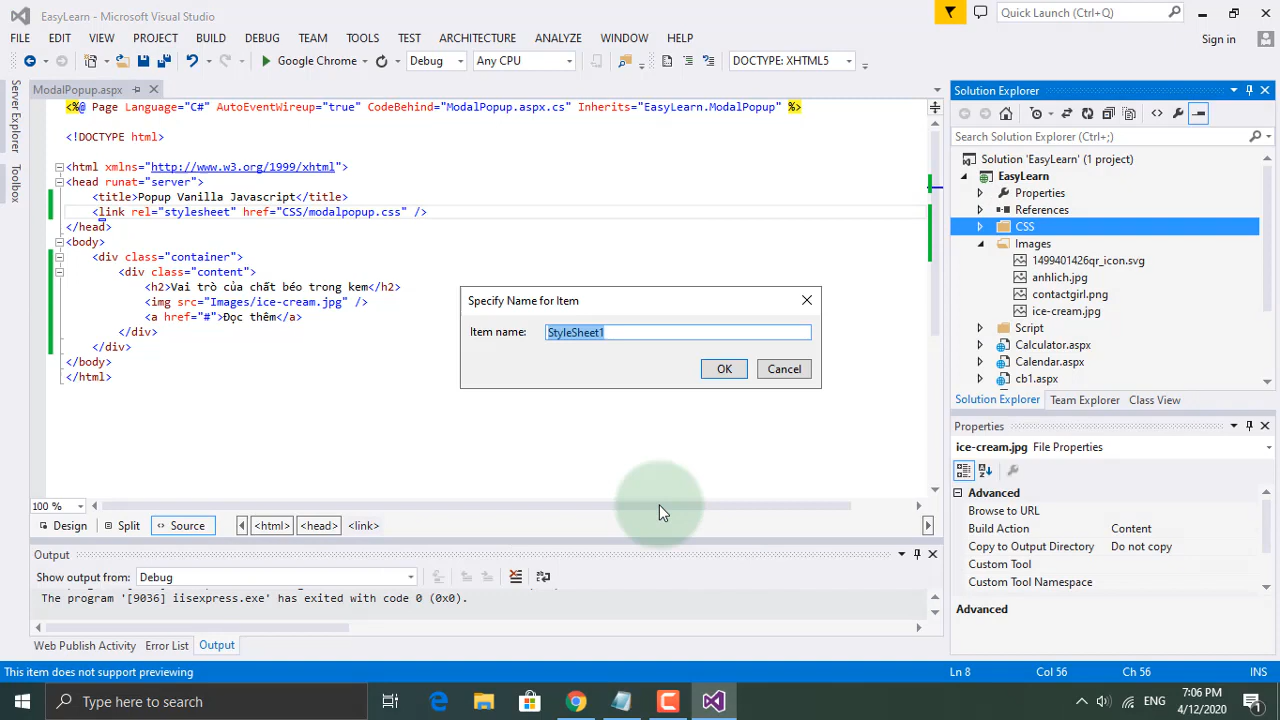 EasyLearn - Microsoft Visual Studio
Quick Launch (Ctrl+Q)
FILE EDIT VIEW PROJECT BUILD DEBUG TEAM TOOLS TEST ARCHITECTURE ANALYZE WINDOW HELP
Sign in
Google Chrome Debug Any CPU DOCTYPE: XHTML5
Server Explorer
Toolbox
ModalPopup.aspx
<%@ Page Language="C#" AutoEventWireup="true" CodeBehind="ModalPopup.aspx.cs" Inherits="EasyLearn.ModalPopup" %>
<!DOCTYPE html>
<html xmlns="http://www.w3.org/1999/xhtml">
<head runat="server">
<title>Popup Vanilla Javascript</title>
<link rel="stylesheet" href="CSS/modalpopup.css" />
</head>
<body>
<div class="container">
<div class="content">
<h2>Vai trò của chất béo trong kem</h2>
<img src="Images/ice-cream.jpg" />
<a href="#">Đọc thêm</a>
</div>
</div>
</body>
</html>
Specify Name for Item
Item name: StyleSheet1
OK Cancel
100 %
Design Split Source <html> <head> <link>
Output
Show output from: Debug
The program '[9036] iisexpress.exe' has exited with code 0 (0x0).
Web Publish Activity Error List Output
Solution Explorer
Search Solution Explorer (Ctrl+;)
Solution 'EasyLearn' (1 project)
EasyLearn
Properties
References
CSS
Images
1499401426qr_icon.svg
anhlich.jpg
contactgirl.png
ice-cream.jpg
Script
Calculator.aspx
Calendar.aspx
cb1.aspx
Solution Explorer Team Explorer Class View
Properties
ice-cream.jpg File Properties
Advanced
Browse to URL
Build Action Content
Copy to Output Directory Do not copy
Custom Tool
Custom Tool Namespace
Advanced
This item does not support previewing Ln 8 Col 56 Ch 56 INS
Type here to search
ENG
7:06 PM
4/12/2020
1